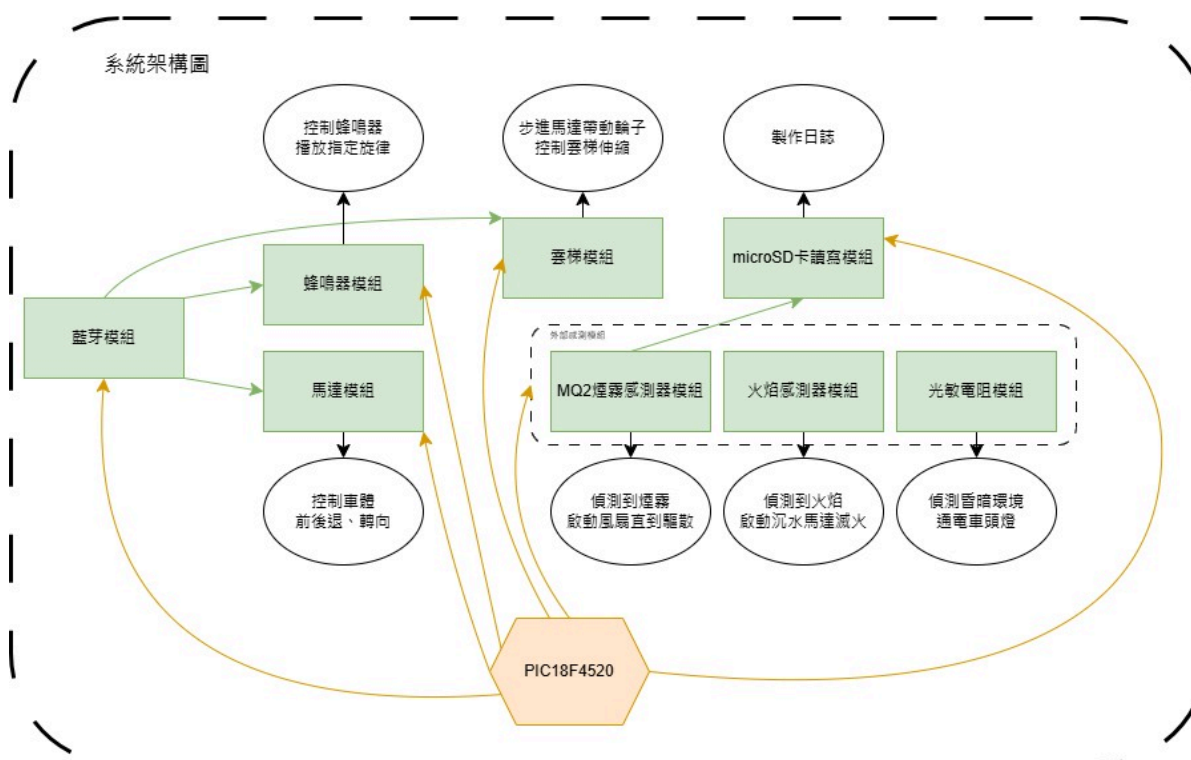 系統架構圖
控制蜂鳴器
播放指定旋律
步進馬達帶動輪子
控制雲梯伸縮
製作日誌
雲梯模組
microSD卡讀寫模組
蜂鳴器模組
藍芽模組
外部感測模組
馬達模組
MQ2煙霧感測器模組
火焰感測器模組
光敏電阻模組
控制車體
前後退、轉向
偵測到煙霧
啟動風扇直到驅散
偵測到火焰
啟動沉水馬達滅火
偵測昏暗環境
通電車頭燈
PIC18F4520